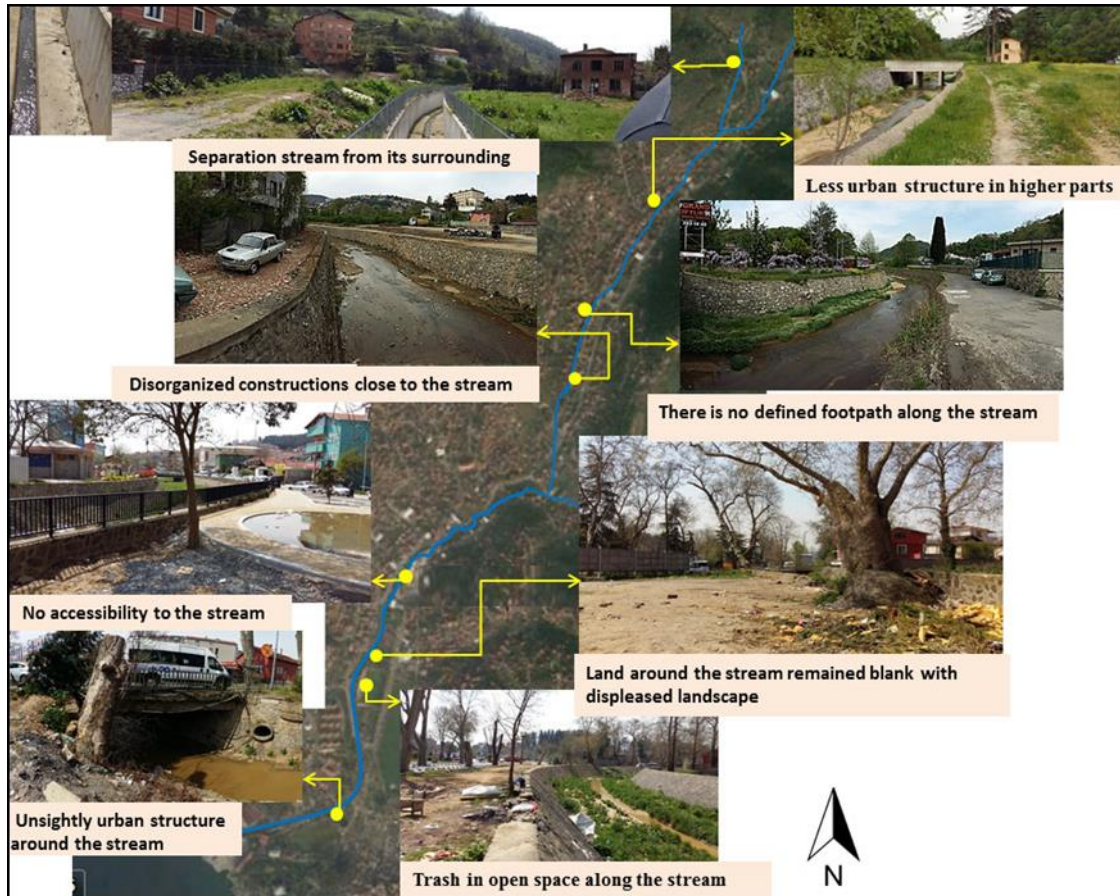 Separation stream from its surrounding
Less urban structure in higher parts
Disorganized constructions close to the stream
There is no defined footpath along the stream
No accessibility to the stream
Land around the stream remained blank with
displeased landscape
Unsightly urban structure
around the stream
Trash in open space along the stream
N